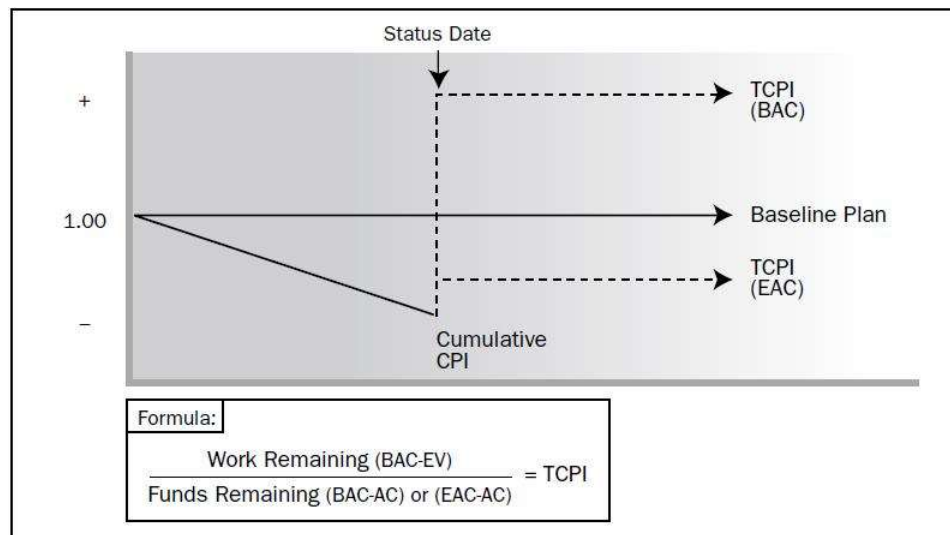 Status Date
+
TCPI
(BAC)
1.00
Baseline Plan
TCPI
(EAC)
–
Cumulative
CPI
Formula:
Work Remaining (BAC-EV)
Funds Remaining (BAC-AC) or (EAC-AC)
= TCPI